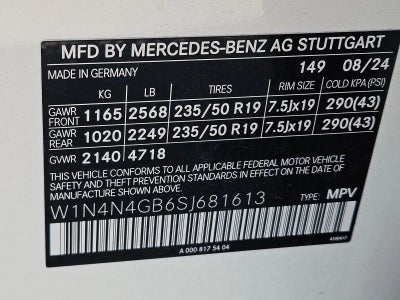 MFD BY MERCEDES-BENZ AG STUTTGART
MADE IN GERMANY 149 08/24
KG LB TIRES RIM SIZE COLD KPA(PSI)
GAWR FRONT 1165 2568 235/50 R19 7.5Jx19 290(43)
GAWR REAR 1020 2249 235/50 R19 7.5Jx19 290(43)
GVWR 2140 4718
THIS VEHICLE CONFORMS TO ALL APPLICABLE FEDERAL MOTOR VEHICLE
SAFETY, BUMPER, AND THEFT PREVENTION STANDARDS IN EFFECT ON THE DATE OF
MANUFACTURE SHOWN ABOVE.
W1N4N4GB6SJ681613 TYPE: MPV
A 000 817 54 04